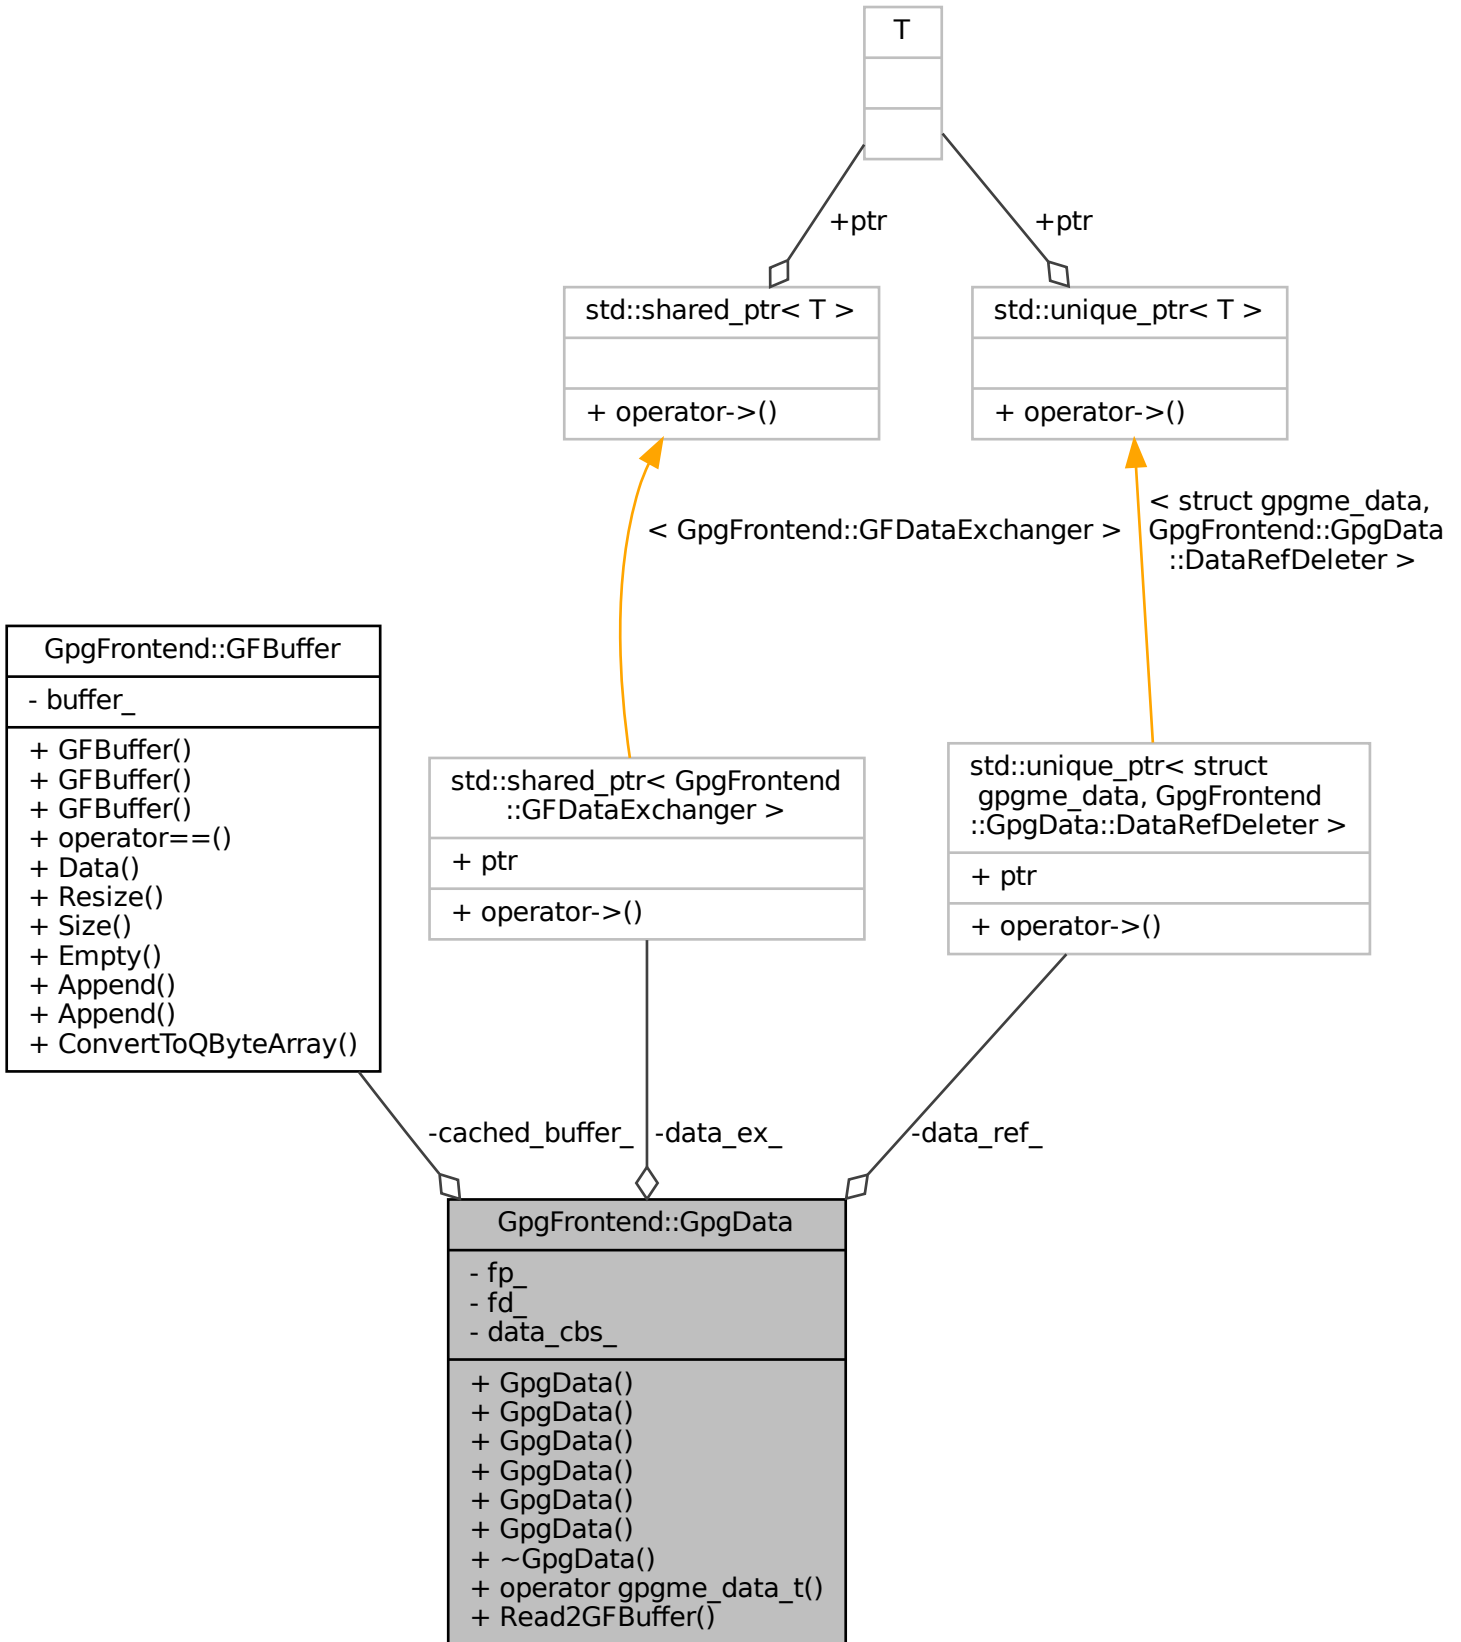 T
+ptr
+ptr
std::shared_ptr< T >
+ operator->()
std::unique_ptr< T >
+ operator->()
< GpgFrontend::GFDataExchanger >
< struct gpgme_data,
GpgFrontend::GpgData
::DataRefDeleter >
GpgFrontend::GFBuffer
- buffer_
+ GFBuffer()
+ GFBuffer()
+ GFBuffer()
+ operator==()
+ Data()
+ Resize()
+ Size()
+ Empty()
+ Append()
+ Append()
+ ConvertToQByteArray()
std::shared_ptr< GpgFrontend
::GFDataExchanger >
+ ptr
+ operator->()
std::unique_ptr< struct
gpgme_data, GpgFrontend
::GpgData::DataRefDeleter >
+ ptr
+ operator->()
-cached_buffer_
-data_ex_
-data_ref_
GpgFrontend::GpgData
- fp_
- fd_
- data_cbs_
+ GpgData()
+ GpgData()
+ GpgData()
+ GpgData()
+ GpgData()
+ GpgData()
+ ~GpgData()
+ operator gpgme_data_t()
+ Read2GFBuffer()